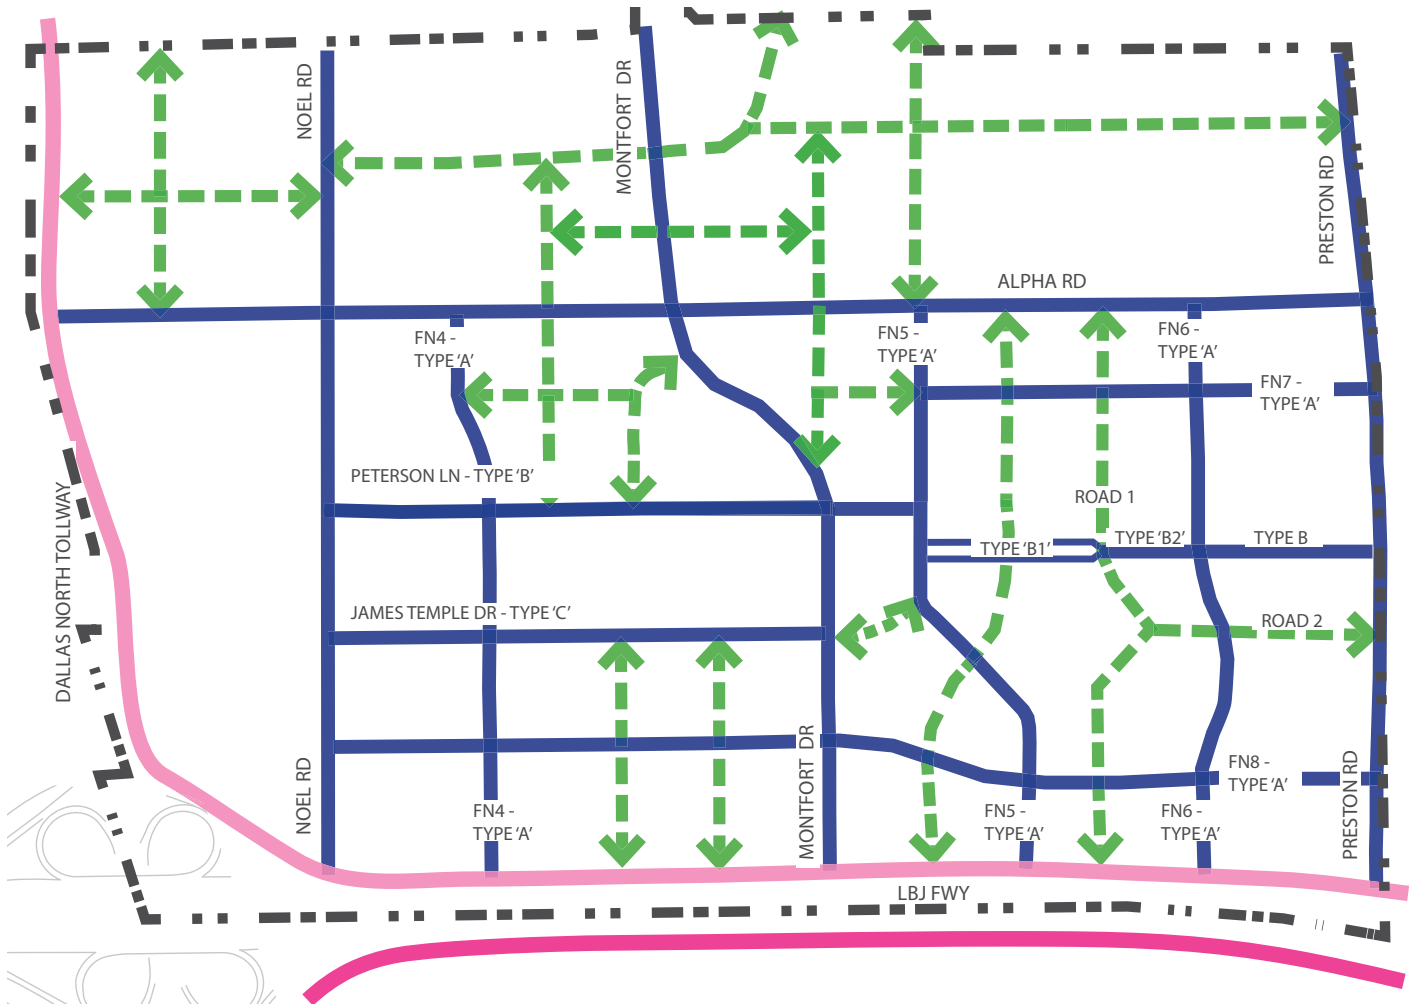 NOEL RD
MONTFORT DR
PRESTON RD
ALPHA RD
FN4 -
TYPE 'A'
FN5 -
TYPE 'A'
FN6 -
TYPE 'A'
FN7 -
TYPE 'A'
PETERSON LN - TYPE 'B'
ROAD 1
TYPE 'B1'
TYPE 'B2'
TYPE B
DALLAS NORTH TOLLWAY
JAMES TEMPLE DR - TYPE 'C'
ROAD 2
NOEL RD
MONTFORT DR
PRESTON RD
FN8 -
TYPE 'A'
FN4 -
TYPE 'A'
FN5 -
TYPE 'A'
FN6 -
TYPE 'A'
LBJ FWY